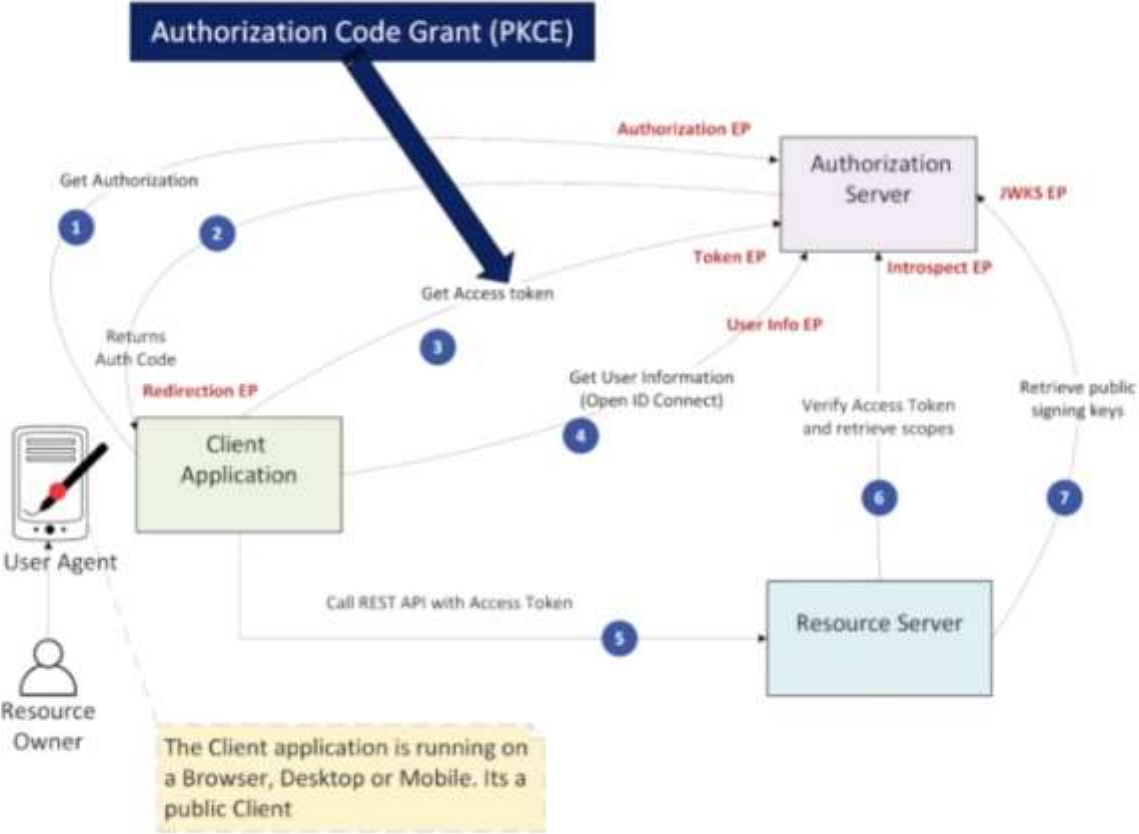 Authorization Code Grant (PKCE)
Authorization EP
Authorization
Server
Get Authorization
JWKS EP
1
2
Token EP
Introspect EP
Get Access token
User Info EP
3
Returns
Auth Code
Redirection EP
Get User Information
(Open ID Connect)
4
Verify Access Token
and retrieve scopes
Retrieve public
signing keys
Client
Application
6
7
User Agent
Call REST API with Access Token
5
Resource Server
Resource
Owner
The Client application is running on
a Browser, Desktop or Mobile. Its a
public Client